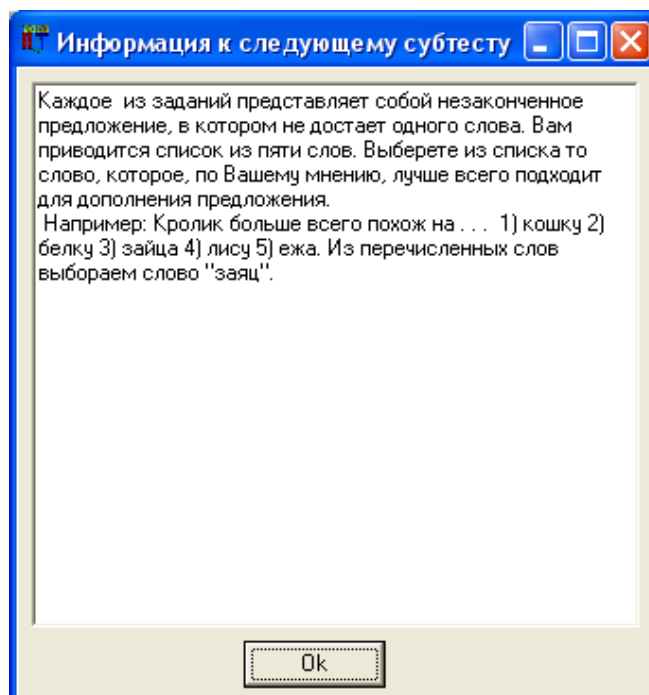 Информация к следующему субтесту
Каждое из заданий представляет собой незаконченное
предложение, в котором не достает одного слова. Вам
приводится список из пяти слов. Выберете из списка то
слово, которое, по Вашему мнению, лучше всего подходит
для дополнения предложения.
Например: Кролик больше всего похож на . . . 1) кошку 2)
белку 3) зайца 4) лису 5) ежа. Из перечисленных слов
выбораем слово "заяц".
Ok